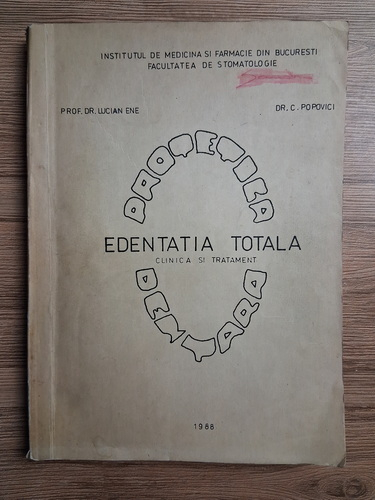 INSTITUTUL DE MEDICINA SI FARMACIE DIN BUCURESTI
FACULTATEA DE STOMATOLOGIE
PROF. DR. LUCIAN ENE
DR. C. POPOVICI
PROTETICA
EDENTATIA TOTALA
CLINICA SI TRATAMENT
DENTARA
1968